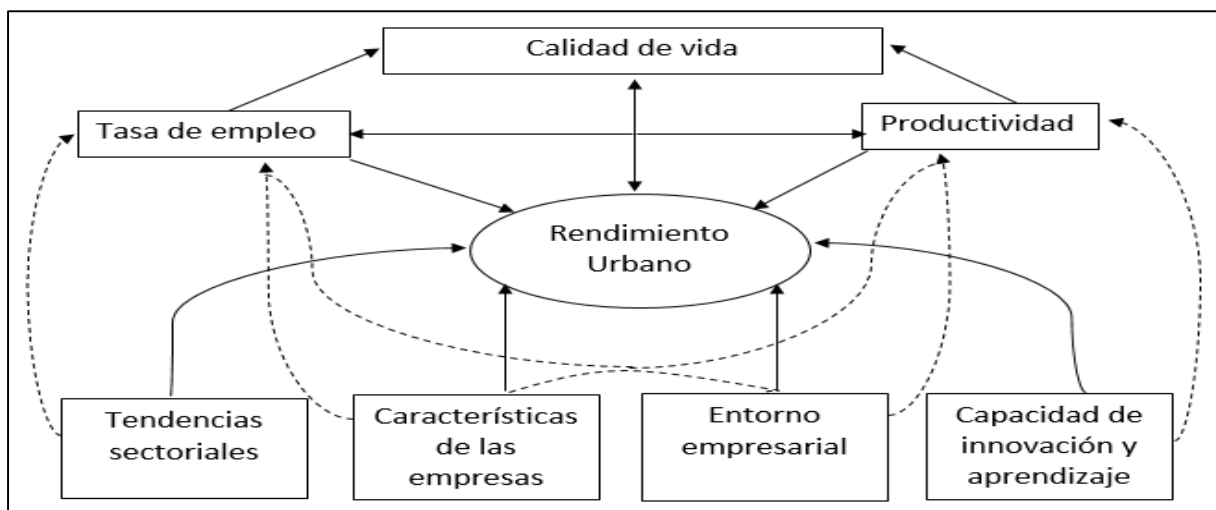 Calidad de vida
Tasa de empleo
Productividad
Rendimiento
Urbano
Tendencias
sectoriales
Características
de las
empresas
Entorno
empresarial
Capacidad de
innovación y
aprendizaje